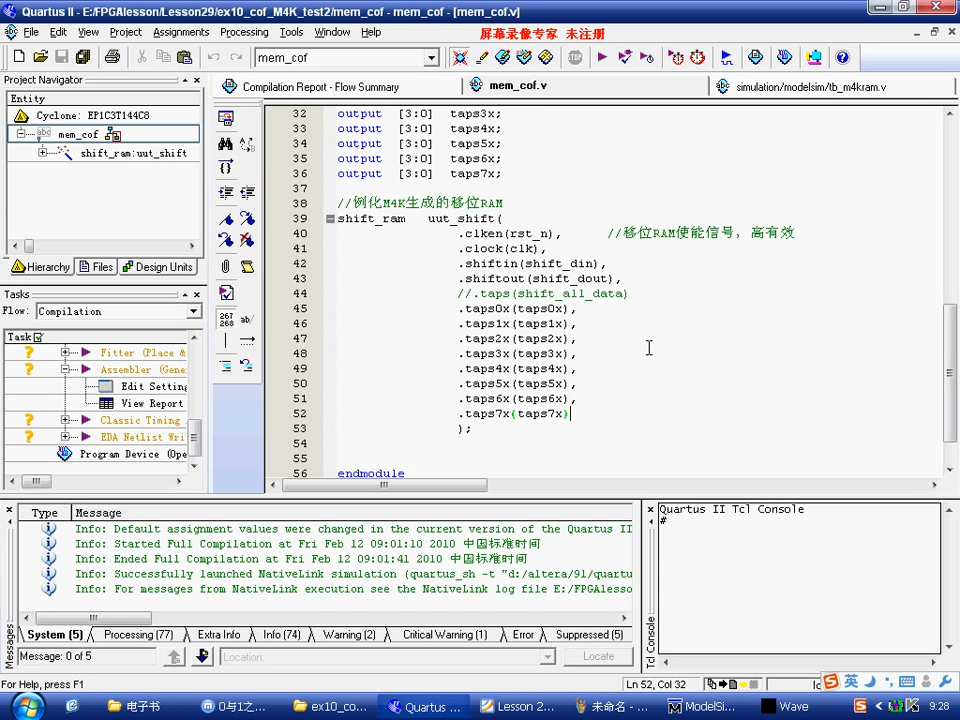 Quartus II - E:/FPGAlesson/Lesson29/ex10_cof_M4K_test2/mem_cof - mem_cof - [mem_cof.v]
File Edit View Project Assignments Processing Tools Window Help
屏幕录像专家 未注册
mem_cof
Project Navigator
Entity
Cyclone: EP1C3T144C8
mem_cof
shift_ram:uut_shift
Hierarchy Files Design Units
Tasks
Flow: Compilation
Task
Fitter (Place &
Assembler (Gene
Edit Setting
View Report
Classic Timing
EDA Netlist Wri
Program Device (Ope
Compilation Report - Flow Summary
mem_cof.v
simulation/modelsim/tb_m4kram.v
32 output [3:0] taps3x;
33 output [3:0] taps4x;
34 output [3:0] taps5x;
35 output [3:0] taps6x;
36 output [3:0] taps7x;
37
38 //例化M4K生成的移位RAM
39 shift_ram uut_shift(
40 .clken(rst_n), //移位RAM使能信号，高有效
41 .clock(clk),
42 .shiftin(shift_din),
43 .shiftout(shift_dout),
44 //.taps(shift_all_data)
45 .taps0x(taps0x),
46 .taps1x(taps1x),
47 .taps2x(taps2x),
48 .taps3x(taps3x),
49 .taps4x(taps4x),
50 .taps5x(taps5x),
51 .taps6x(taps6x),
52 .taps7x(taps7x)
53 );
54
55
56 endmodule
267
268
ab/
Type Message
Info: Default assignment values were changed in the current version of the Quartus II
Info: Started Full Compilation at Fri Feb 12 09:01:10 2010 中国标准时间
Info: Ended Full Compilation at Fri Feb 12 09:01:41 2010 中国标准时间
Info: Successfully launched NativeLink simulation (quartus_sh -t "d:/altera/91/quartu
Info: For messages from NativeLink execution see the NativeLink log file E:/FPGAlesso
System (5) Processing (77) Extra Info Info (74) Warning (2) Critical Warning (1) Error Suppressed (5)
Message: 0 of 5
Location:
Locate
Messages
Quartus II Tcl Console
#
Tcl Console
For Help, press F1
Ln 52, Col 32
英
电子书
0与1之...
ex10_co...
Quartus ...
Lesson 2...
未命名 - ...
ModelSi...
Wave
9:28